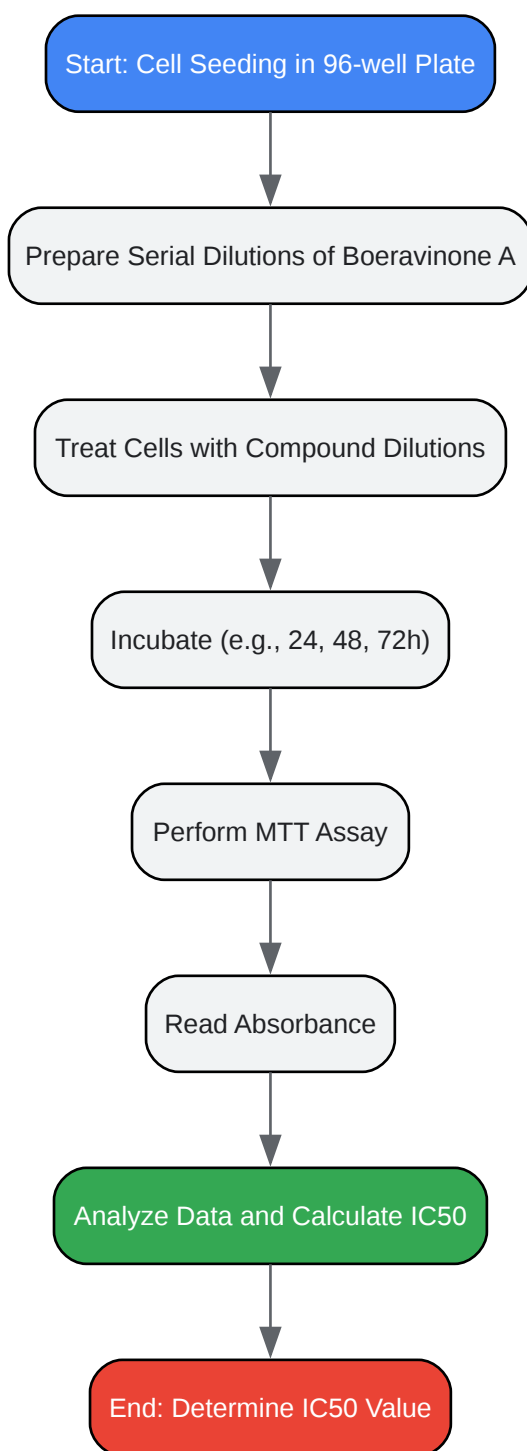 Start: Cell Seeding in 96-well Plate
Prepare Serial Dilutions of Boeravinone A
Treat Cells with Compound Dilutions
Incubate (e.g., 24, 48, 72h)
Perform MTT Assay
Read Absorbance
Analyze Data and Calculate IC50
End: Determine IC50 Value